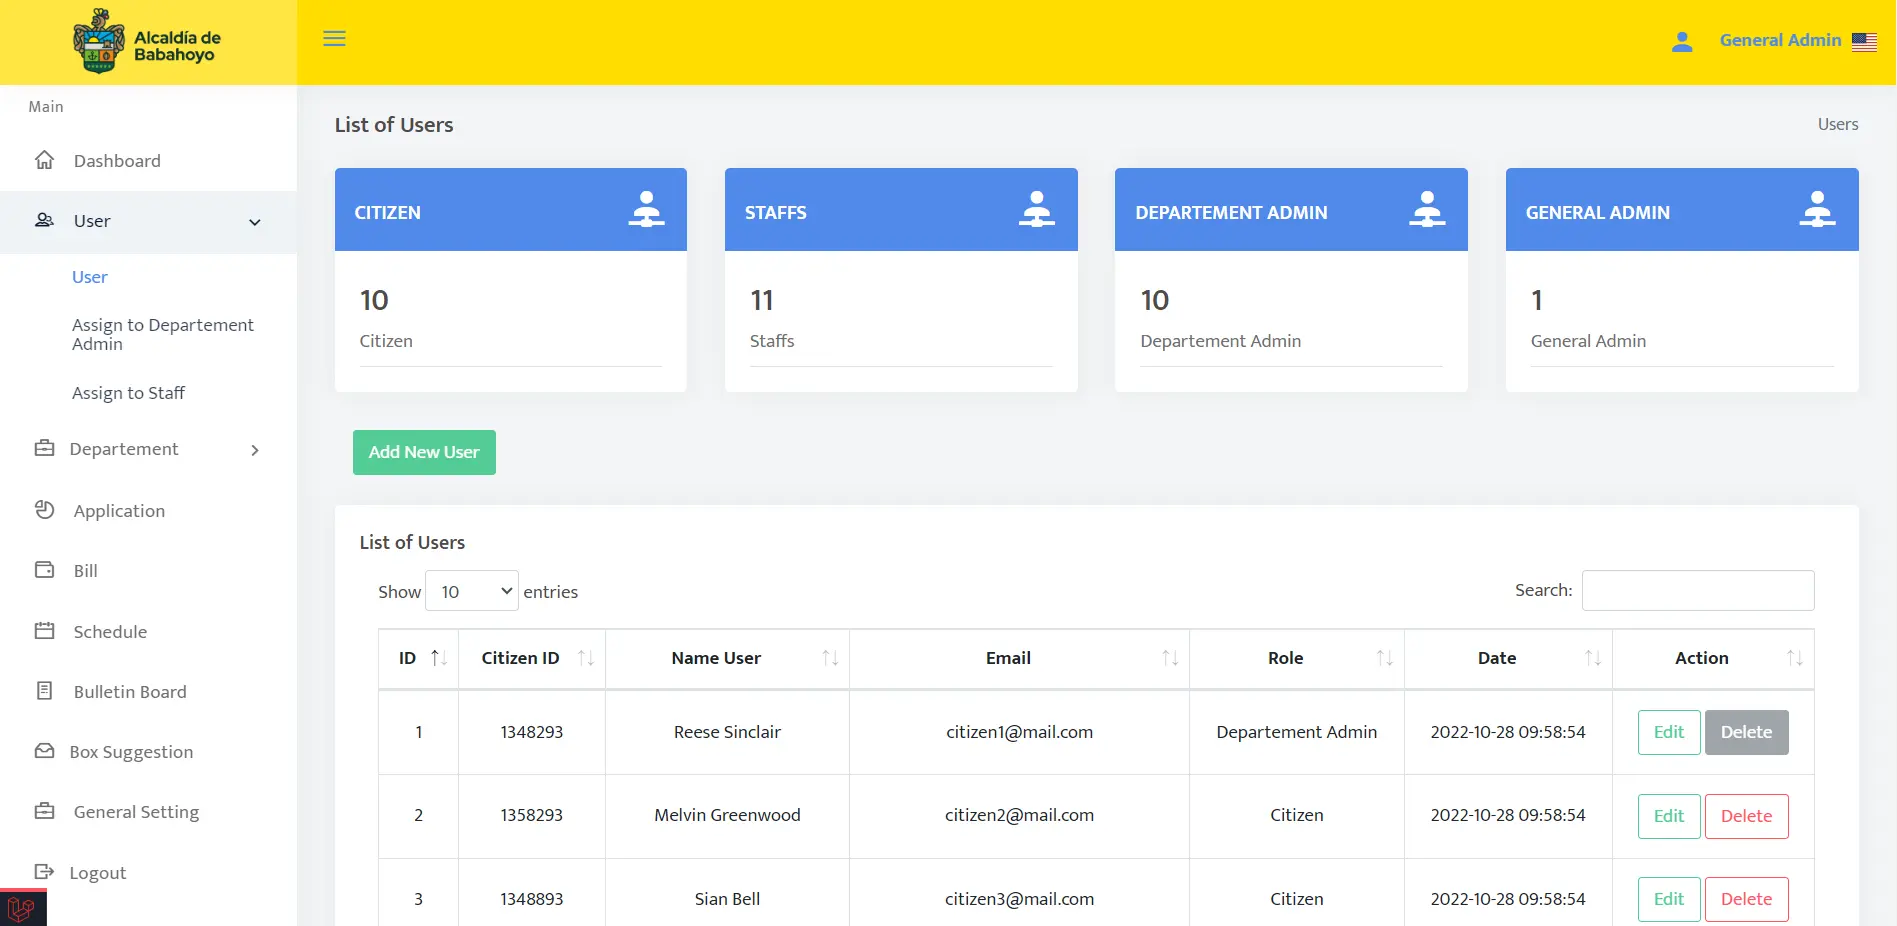 Alcaldía de
Babahoyo
General Admin
Main
Dashboard
User
User
Assign to Departement
Admin
Assign to Staff
Departement
Application
Bill
Schedule
Bulletin Board
Box Suggestion
General Setting
Logout
List of Users
Users
CITIZEN
10
Citizen
STAFFS
11
Staffs
DEPARTEMENT ADMIN
10
Departement Admin
GENERAL ADMIN
1
General Admin
Add New User
List of Users
Show 10 entries
Search:
ID Citizen ID Name User Email Role Date Action
1 1348293 Reese Sinclair citizen1@mail.com Departement Admin 2022-10-28 09:58:54 Edit Delete
2 1358293 Melvin Greenwood citizen2@mail.com Citizen 2022-10-28 09:58:54 Edit Delete
3 1348893 Sian Bell citizen3@mail.com Citizen 2022-10-28 09:58:54 Edit Delete